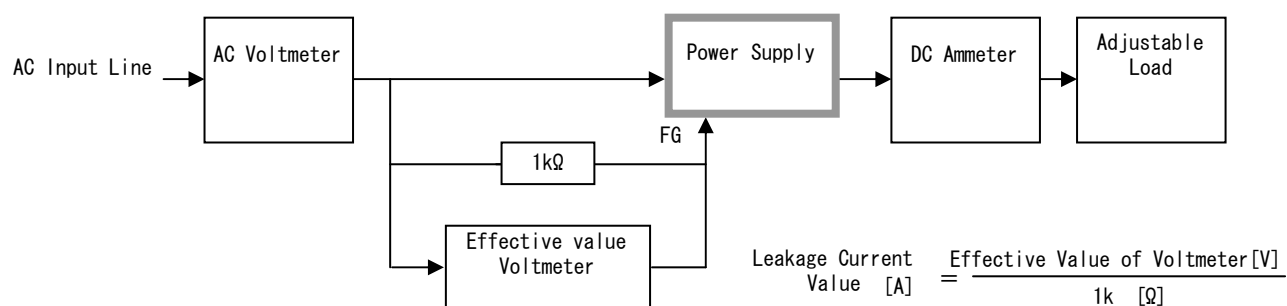 AC Input Line
AC Voltmeter
Power Supply
DC Ammeter
Adjustable
Load
FG
1kΩ
Effective value
Voltmeter
Leakage Current
Value [A]
=
Effective Value of Voltmeter[V]
1k [Ω]